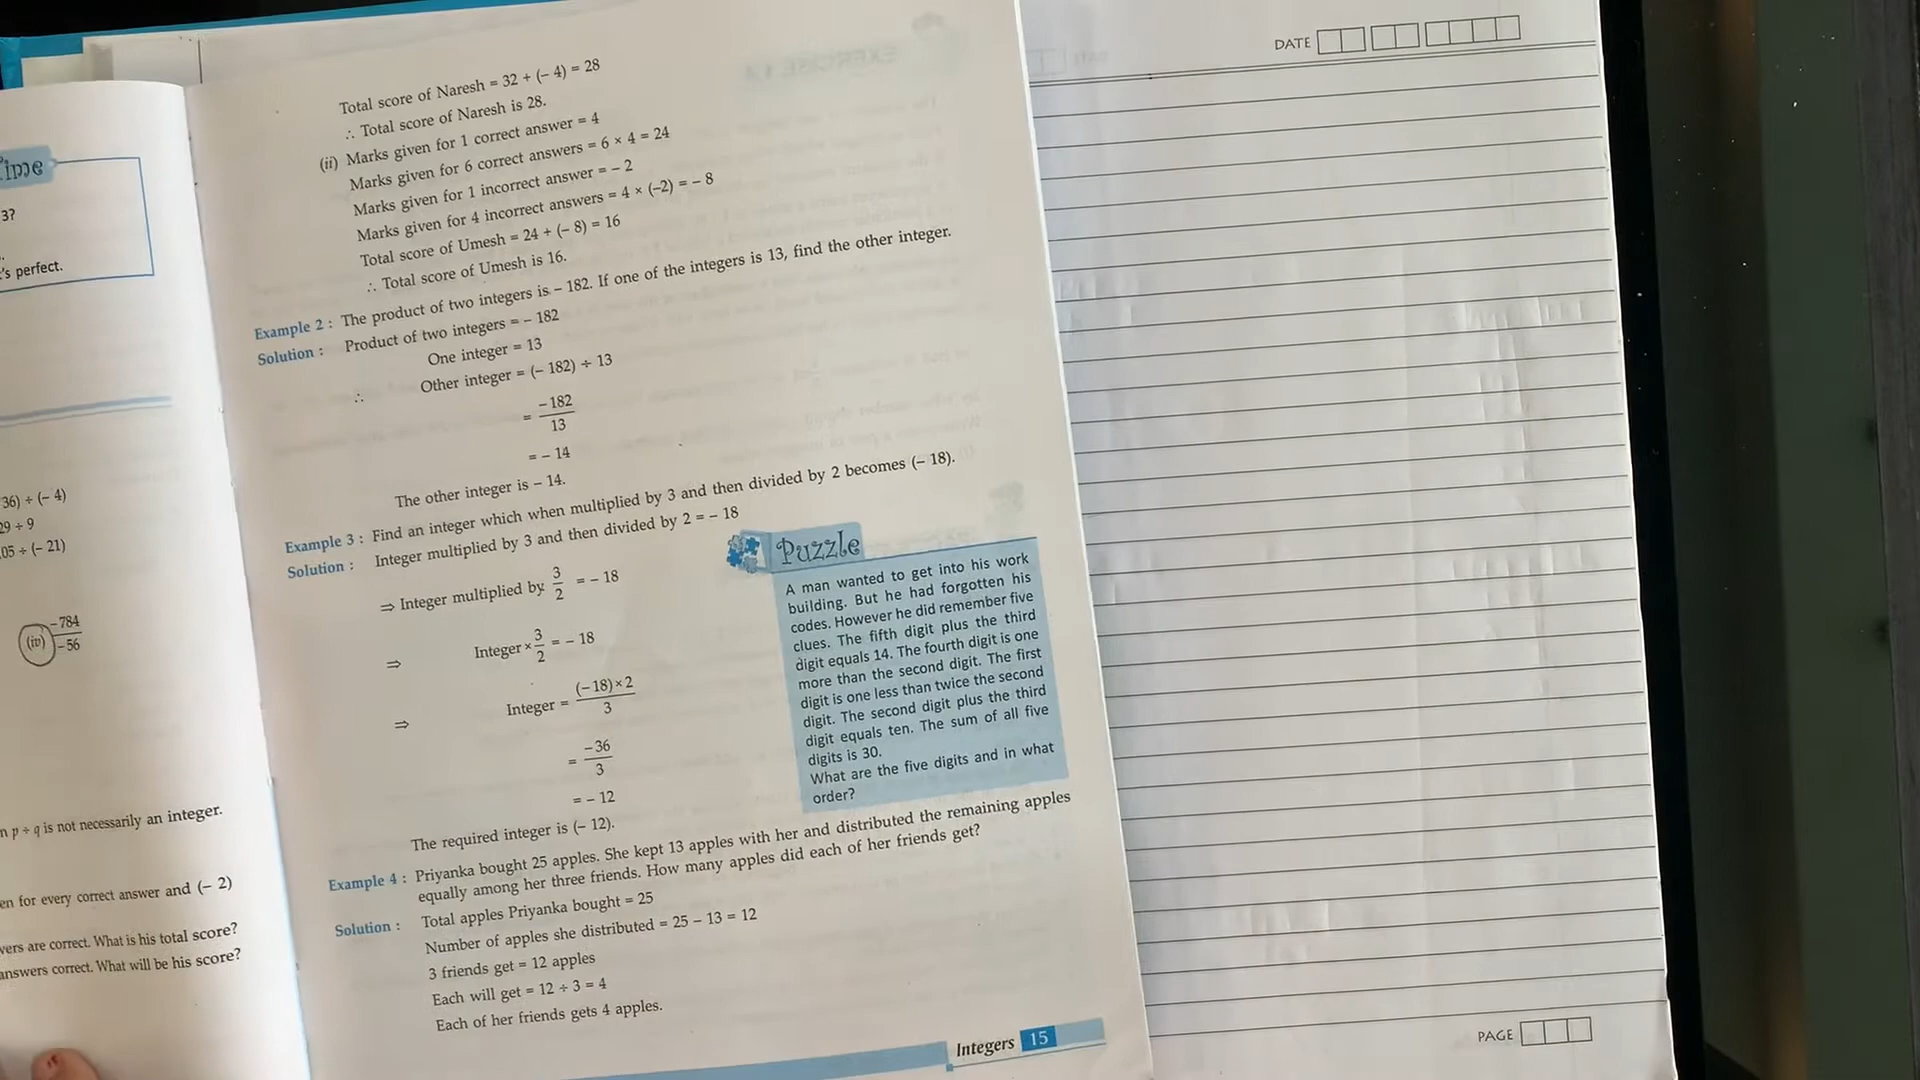 Time
3?
's perfect.
36) ÷ (– 4)
29 ÷ 9
05 ÷ (– 21)
(iv) –784
–56
n p ÷ q is not necessarily an integer.
en for every correct answer and (– 2)
vers are correct. What is his total score?
answers correct. What will be his score?
Total score of Naresh = 32 + (– 4) = 28
∴ Total score of Naresh is 28.
(ii) Marks given for 1 correct answer = 4
Marks given for 6 correct answers = 6 × 4 = 24
Marks given for 1 incorrect answer = – 2
Marks given for 4 incorrect answers = 4 × (–2) = – 8
Total score of Umesh = 24 + (– 8) = 16
∴ Total score of Umesh is 16.
Example 2 : The product of two integers is – 182. If one of the integers is 13, find the other integer.
Solution : Product of two integers = – 182
One integer = 13
∴ Other integer = (– 182) ÷ 13
= –182
13
= – 14
The other integer is – 14.
Example 3 : Find an integer which when multiplied by 3 and then divided by 2 becomes (– 18).
Solution : Integer multiplied by 3 and then divided by 2 = – 18
⇒ Integer multiplied by 3/2 = – 18
⇒ Integer × 3/2 = – 18
⇒ Integer = (–18)×2
3
= –36
3
= – 12
The required integer is (– 12).
Puzzle
A man wanted to get into his work
building. But he had forgotten his
codes. However he did remember five
clues. The fifth digit plus the third
digit equals 14. The fourth digit is one
more than the second digit. The first
digit is one less than twice the second
digit. The second digit plus the third
digit equals ten. The sum of all five
digits is 30.
What are the five digits and in what
order?
Example 4 : Priyanka bought 25 apples. She kept 13 apples with her and distributed the remaining apples
equally among her three friends. How many apples did each of her friends get?
Solution : Total apples Priyanka bought = 25
Number of apples she distributed = 25 – 13 = 12
3 friends get = 12 apples
Each will get = 12 ÷ 3 = 4
Each of her friends gets 4 apples.
Integers 15
DATE
PAGE